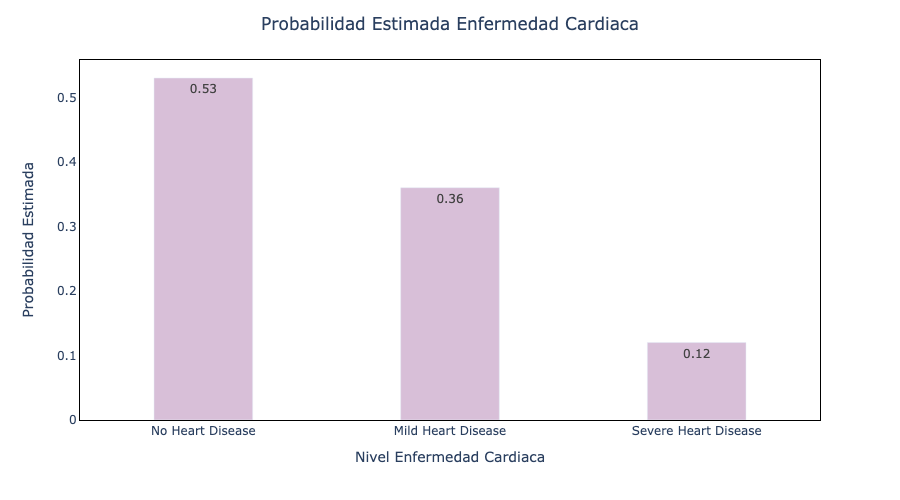 Probabilidad Estimada Enfermedad Cardiaca
Probabilidad Estimada
0.5
0.4
0.3
0.2
0.1
0
0.53
0.36
0.12
No Heart Disease
Mild Heart Disease
Severe Heart Disease
Nivel Enfermedad Cardiaca